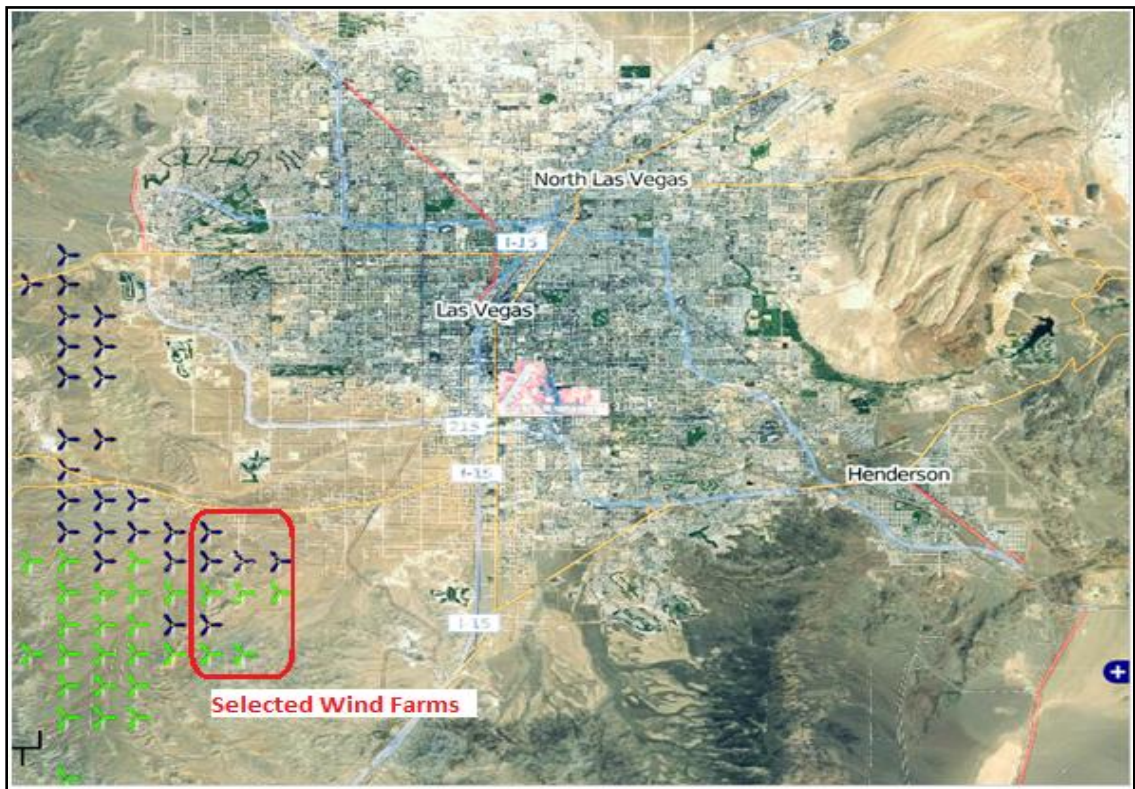 North Las Vegas
I-15
Las Vegas
215
I-15
Henderson
I-15
Selected Wind Farms